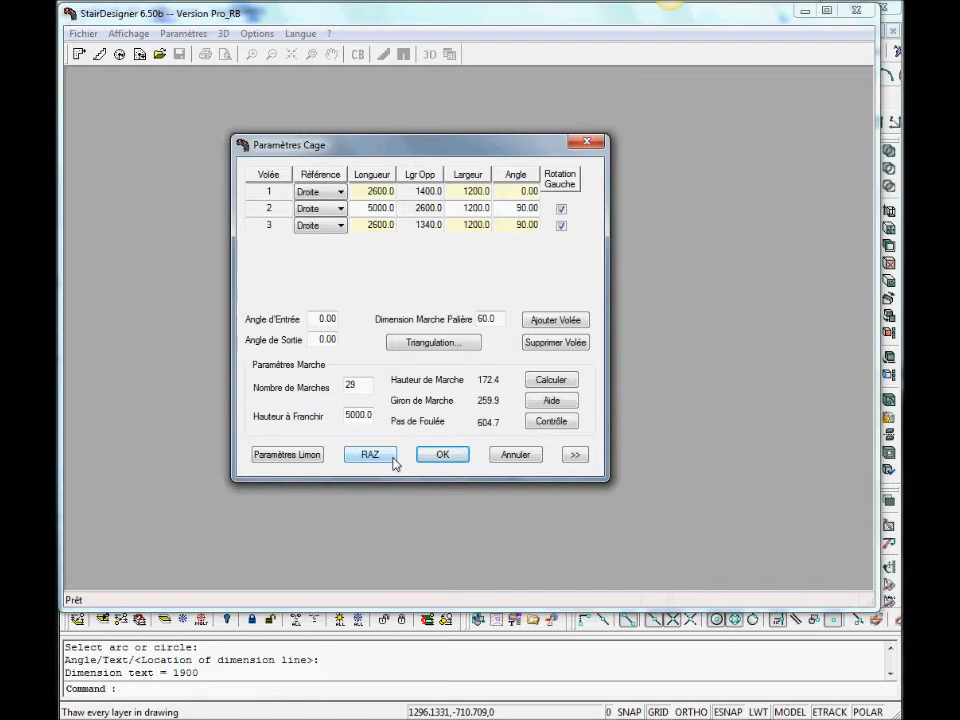 StairDesigner 6.50b -- Version Pro_RB
Fichier Affichage Paramètres 3D Options Langue ?
CB 3D
Paramètres Cage
Volée Référence Longueur Lgr Opp Largeur Angle Rotation Gauche
1 Droite 2600.0 1400.0 1200.0 0.00
2 Droite 5000.0 2600.0 1200.0 90.00
3 Droite 2600.0 1340.0 1200.0 90.00
Angle d'Entrée 0.00 Dimension Marche Palière 60.0 Ajouter Volée
Angle de Sortie 0.00 Triangulation... Supprimer Volée
Paramètres Marche
Nombre de Marches 29 Hauteur de Marche 172.4 Calculer
Giron de Marche 259.9 Aide
Hauteur à Franchir 5000.0 Pas de Foulée 604.7 Contrôle
Paramètres Limon RAZ OK Annuler >>
Prêt
Select arc or circle:
Angle/Text/<Location of dimension line>:
Dimension text = 1900
Command :
Thaw every layer in drawing 1296.1331, -710.709,0 0 SNAP GRID ORTHO ESNAP LWT MODEL ETRACK POLAR